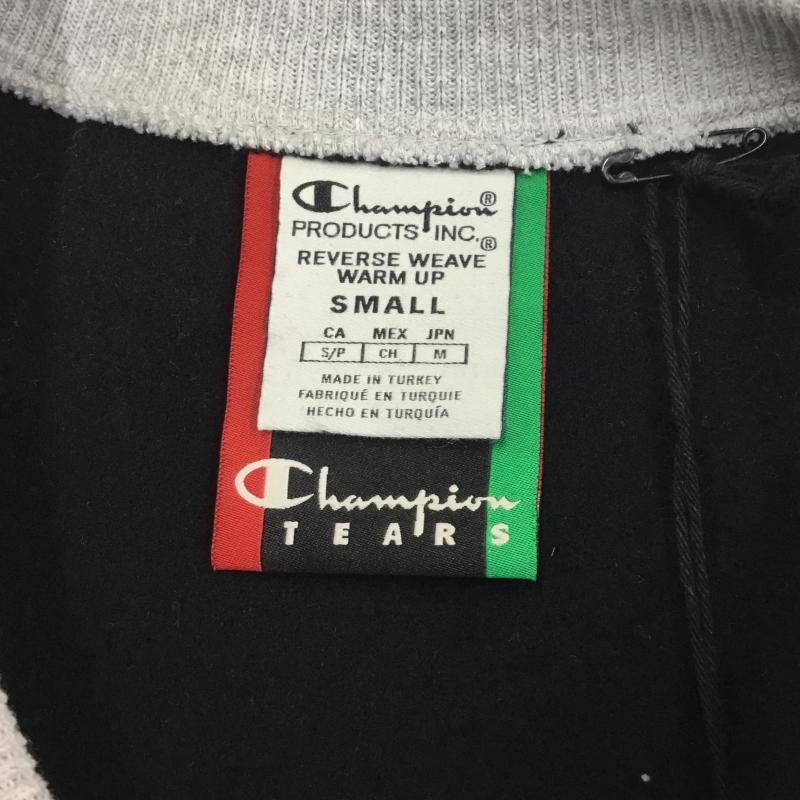 Champion®
PRODUCTS INC.®
REVERSE WEAVE
WARM UP
SMALL
CA MEX JPN
S/P CH M
MADE IN TURKEY
FABRIQUÉ EN TURQUIE
HECHO EN TURQUÍA
Champion
TEARS